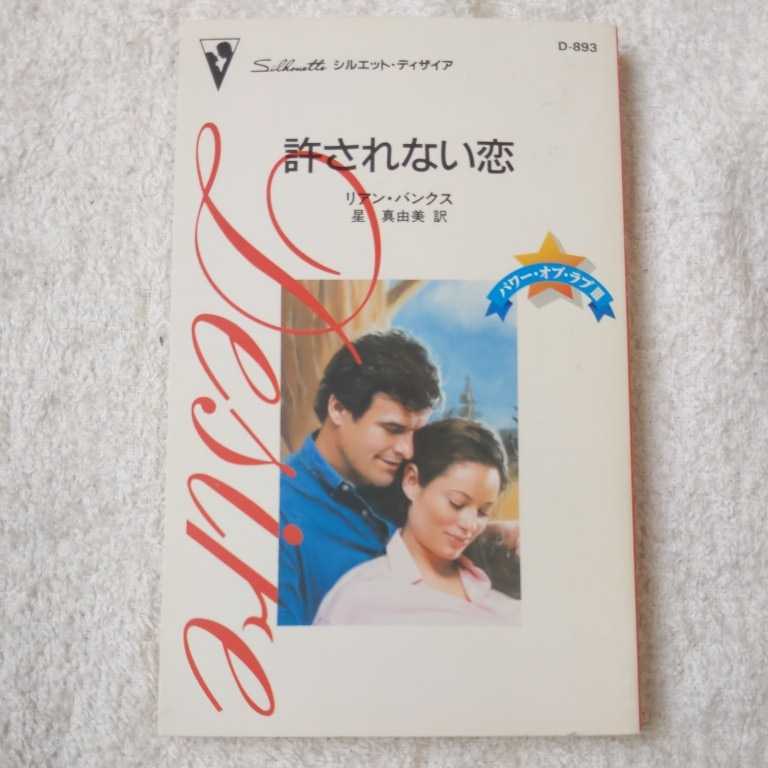 D-893
Silhouette シルエット・ディザイア
許されない恋
リアン・バンクス
星 真由美 訳
パワー・オブ・ラブ III
Desire